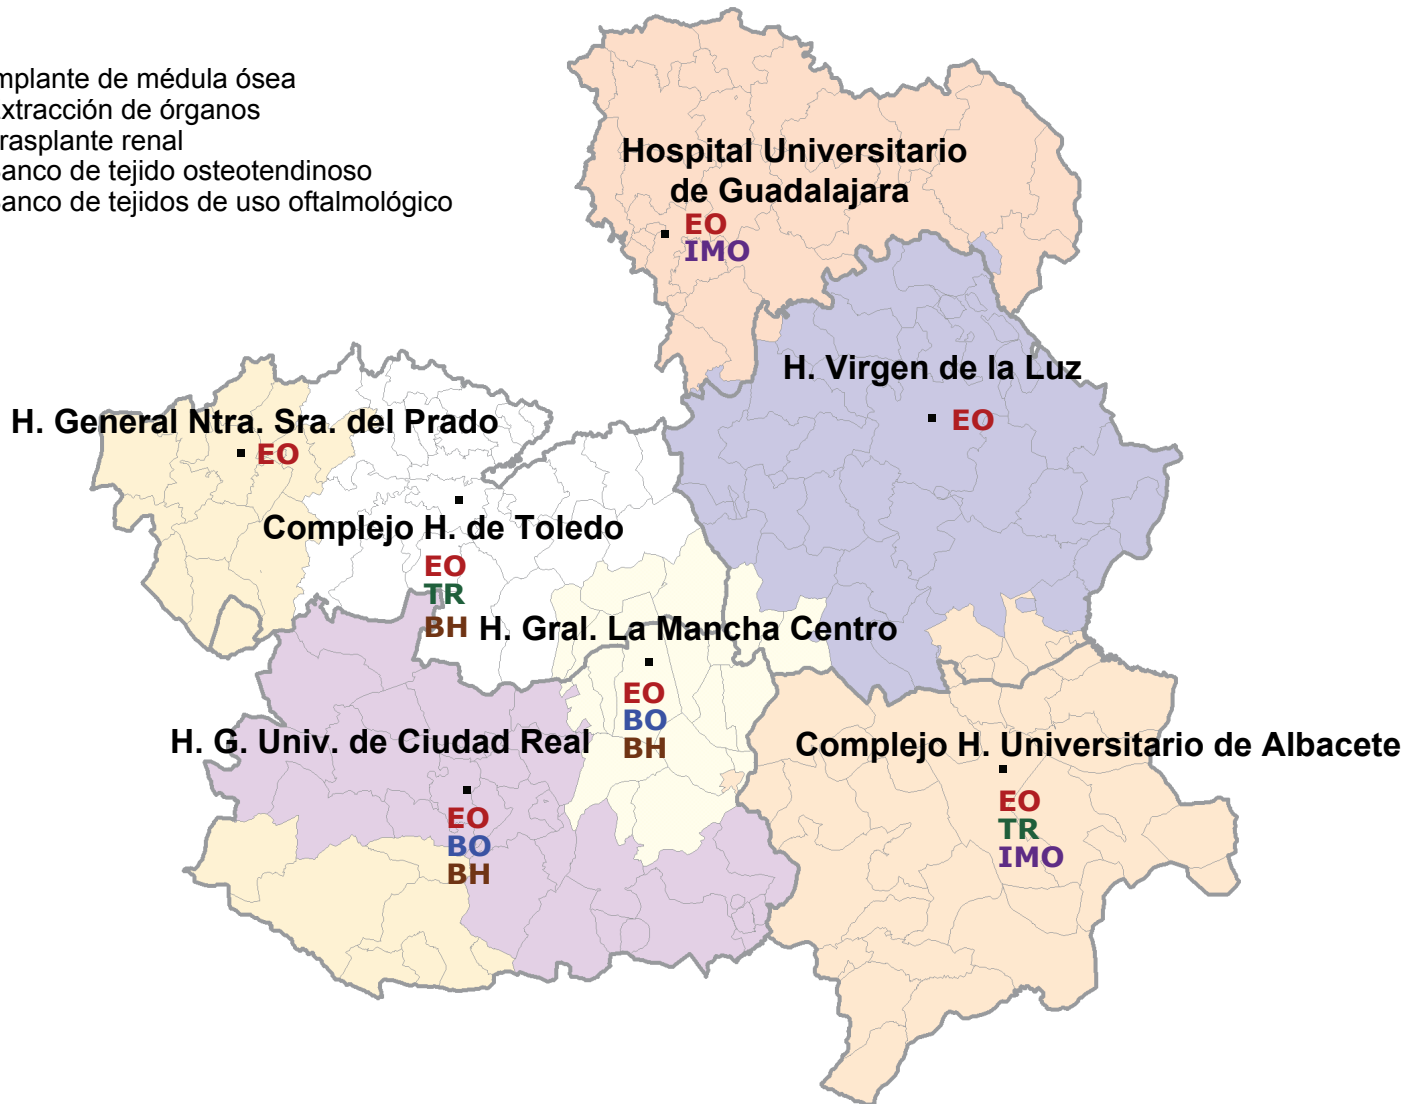 mplante de médula ósea
xtracción de órganos
rasplante renal
anco de tejido osteotendinoso
anco de tejidos de uso oftalmológico
Hospital Universitario
de Guadalajara
EO
IMO
H. Virgen de la Luz
EO
H. General Ntra. Sra. del Prado
EO
Complejo H. de Toledo
EO
TR
BH
H. Gral. La Mancha Centro
EO
BO
BH
H. G. Univ. de Ciudad Real
EO
BO
BH
Complejo H. Universitario de Albacete
EO
TR
IMO